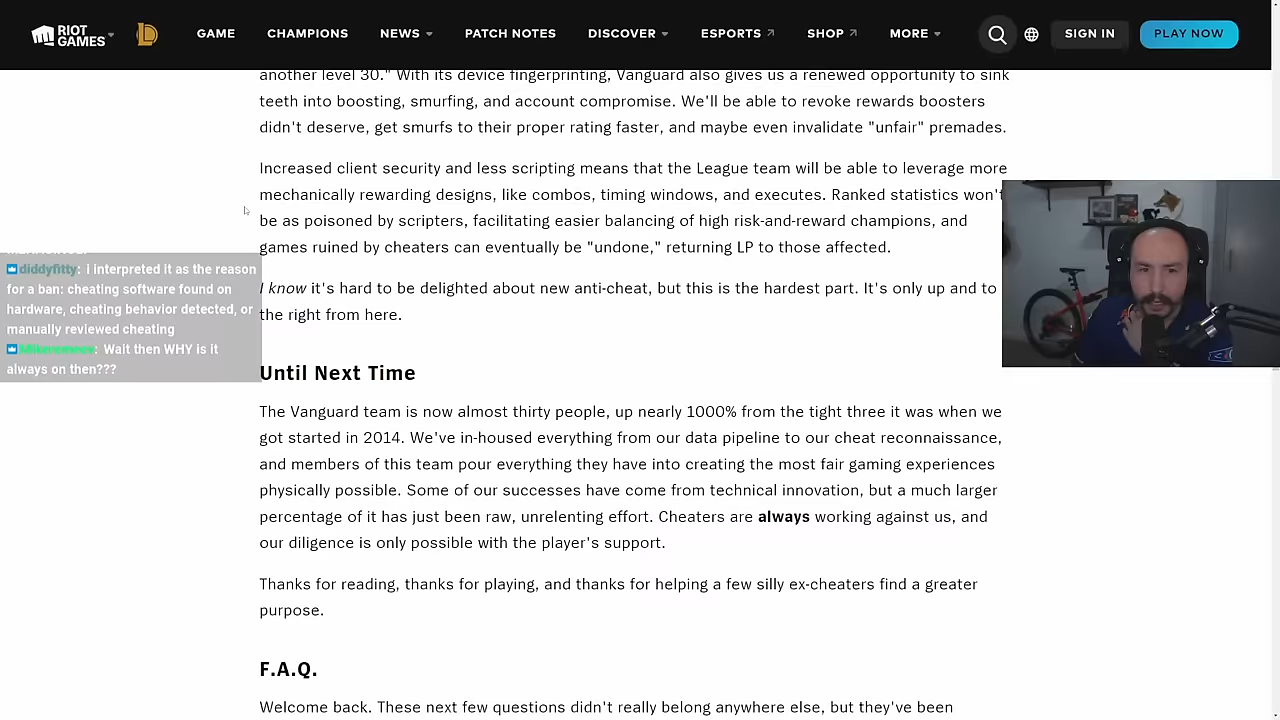 RIOT GAMES
GAME
CHAMPIONS
NEWS
PATCH NOTES
DISCOVER
ESPORTS
SHOP
MORE
SIGN IN
PLAY NOW
another level 30." With its device fingerprinting, Vanguard also gives us a renewed opportunity to sink
teeth into boosting, smurfing, and account compromise. We'll be able to revoke rewards boosters
didn't deserve, get smurfs to their proper rating faster, and maybe even invalidate "unfair" premades.
Increased client security and less scripting means that the League team will be able to leverage more
mechanically rewarding designs, like combos, timing windows, and executes. Ranked statistics won't
be as poisoned by scripters, facilitating easier balancing of high risk-and-reward champions, and
games ruined by cheaters can eventually be "undone," returning LP to those affected.
I know it's hard to be delighted about new anti-cheat, but this is the hardest part. It's only up and to
the right from here.
diddyfitty: i interpreted it as the reason
for a ban: cheating software found on
hardware, cheating behavior detected, or
manually reviewed cheating
Wait then WHY is it
always on then???
Until Next Time
The Vanguard team is now almost thirty people, up nearly 1000% from the tight three it was when we
got started in 2014. We've in-housed everything from our data pipeline to our cheat reconnaissance,
and members of this team pour everything they have into creating the most fair gaming experiences
physically possible. Some of our successes have come from technical innovation, but a much larger
percentage of it has just been raw, unrelenting effort. Cheaters are always working against us, and
our diligence is only possible with the player's support.
Thanks for reading, thanks for playing, and thanks for helping a few silly ex-cheaters find a greater
purpose.
F.A.Q.
Welcome back. These next few questions didn't really belong anywhere else, but they've been